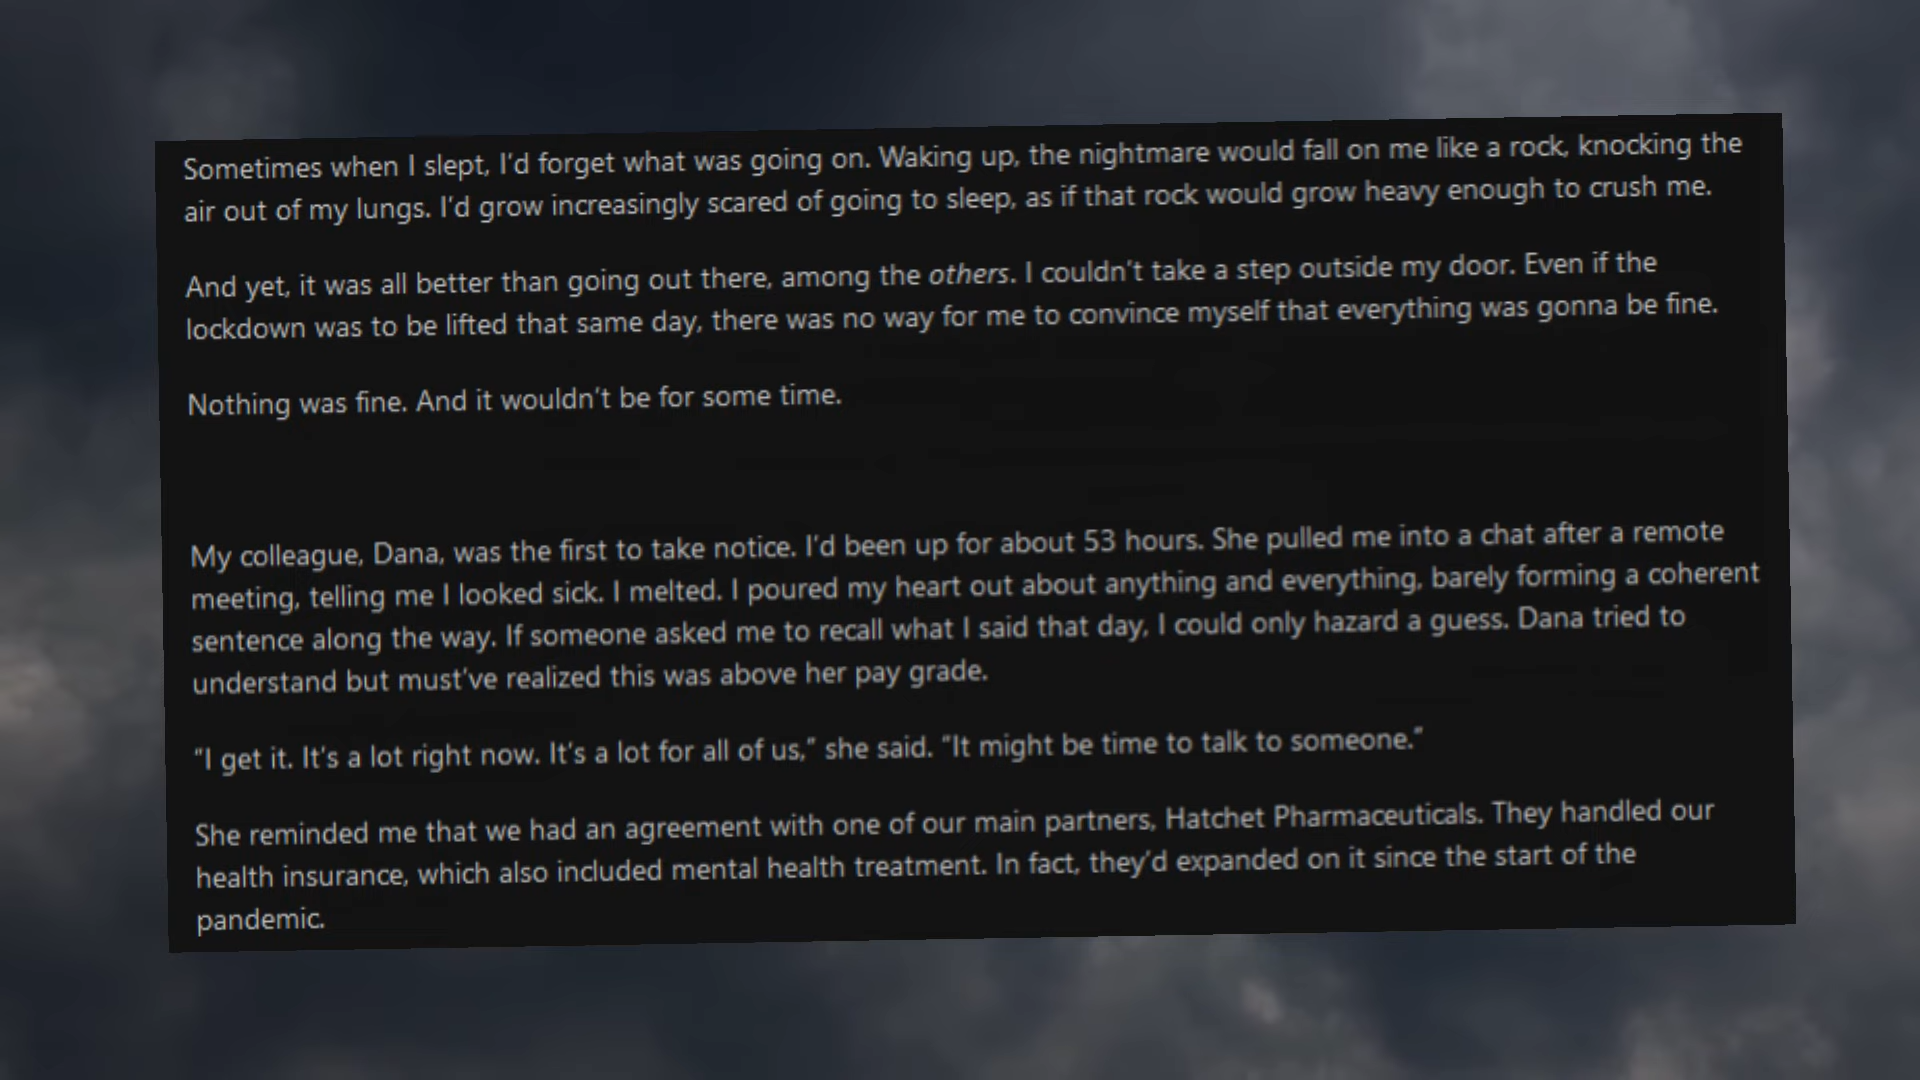 Sometimes when I slept, I’d forget what was going on. Waking up, the nightmare would fall on me like a rock, knocking the
air out of my lungs. I’d grow increasingly scared of going to sleep, as if that rock would grow heavy enough to crush me.
And yet, it was all better than going out there, among the others. I couldn’t take a step outside my door. Even if the
lockdown was to be lifted that same day, there was no way for me to convince myself that everything was gonna be fine.
Nothing was fine. And it wouldn’t be for some time.
My colleague, Dana, was the first to take notice. I’d been up for about 53 hours. She pulled me into a chat after a remote
meeting, telling me I looked sick. I melted. I poured my heart out about anything and everything, barely forming a coherent
sentence along the way. If someone asked me to recall what I said that day, I could only hazard a guess. Dana tried to
understand but must’ve realized this was above her pay grade.
“I get it. It’s a lot right now. It’s a lot for all of us,” she said. “It might be time to talk to someone.”
She reminded me that we had an agreement with one of our main partners, Hatchet Pharmaceuticals. They handled our
health insurance, which also included mental health treatment. In fact, they’d expanded on it since the start of the
pandemic.